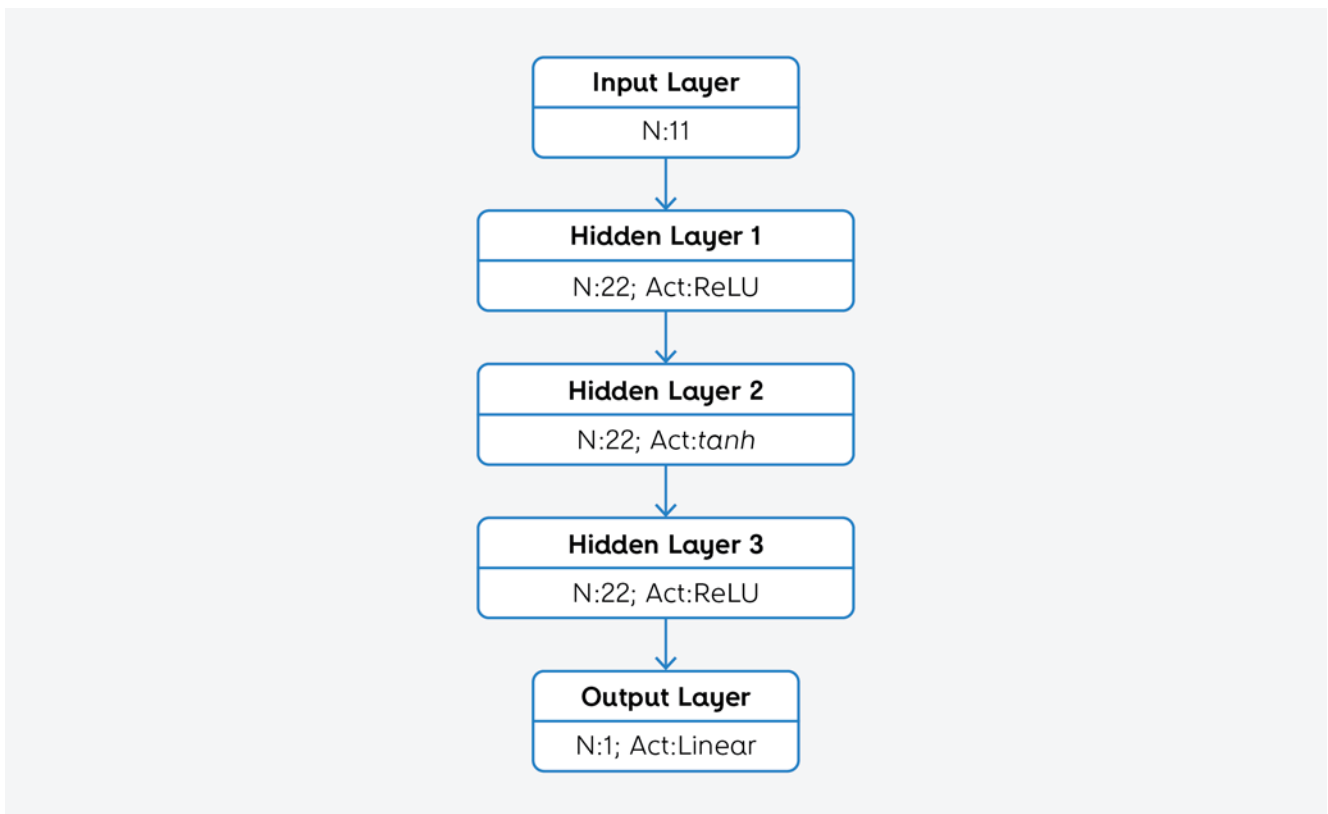 Input Layer
N:11
Hidden Layer 1
N:22; Act:ReLU
Hidden Layer 2
N:22; Act:tanh
Hidden Layer 3
N:22; Act:ReLU
Output Layer
N:1; Act:Linear